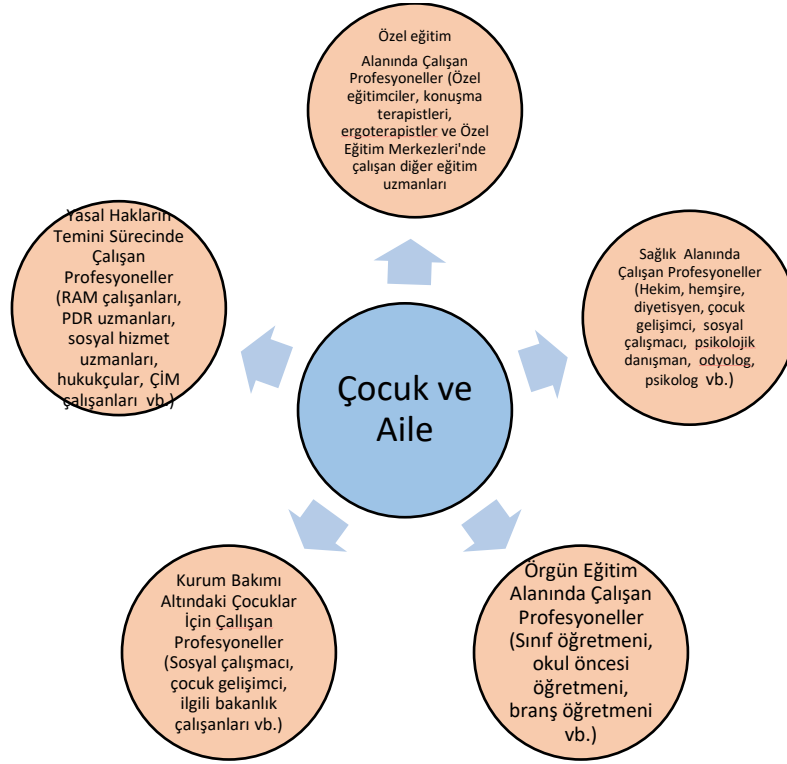 Özel eğitim
Alanında Çalışan
Profesyoneller (Özel
eğitimciler, konuşma
terapistleri,
ergoterapistler ve Özel
Eğitim Merkezleri'nde
çalışan diğer eğitim
uzmanları
Yasal Hakların
Temini Sürecinde
Çalışan
Profesyoneller
(RAM çalışanları,
PDR uzmanları,
sosyal hizmet
uzmanları,
hukukçular, ÇİM
çalışanları vb.)
Sağlık Alanında
Çalışan Profesyoneller
(Hekim, hemşire,
diyetisyen, çocuk
gelişimci, sosyal
çalışmacı, psikolojik
danışman, odyolog,
psikolog vb.)
Çocuk ve
Aile
Kurum Bakımı
Altındaki Çocuklar
İçin Çallışan
Profesyoneller
(Sosyal çalışmacı,
çocuk gelişimci,
ilgili bakanlık
çalışanları vb.)
Örgün Eğitim
Alanında Çalışan
Profesyoneller
(Sınıf öğretmeni,
okul öncesi
öğretmeni,
branş öğretmeni
vb.)